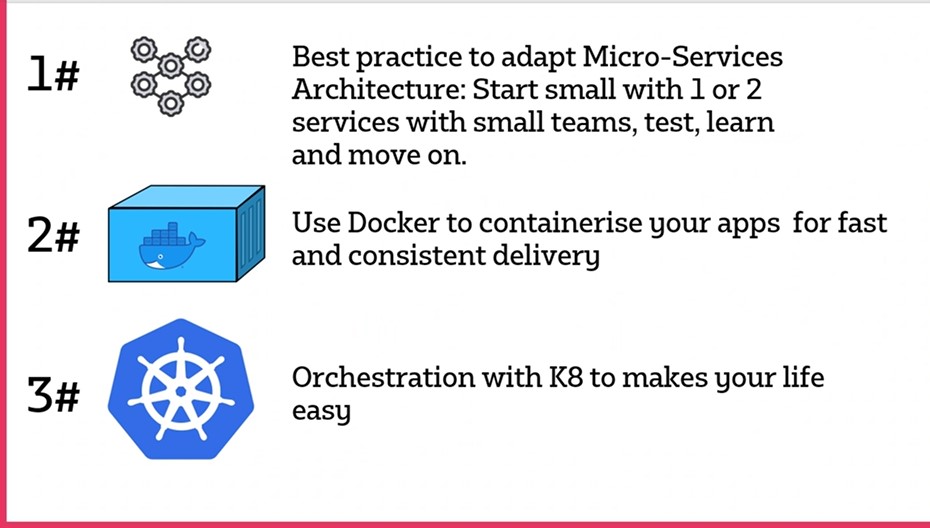 1#
Best practice to adapt Micro-Services
Architecture: Start small with 1 or 2
services with small teams, test, learn
and move on.
2#
Use Docker to containerise your apps  for fast
and consistent delivery
3#
Orchestration with K8 to makes your life
easy